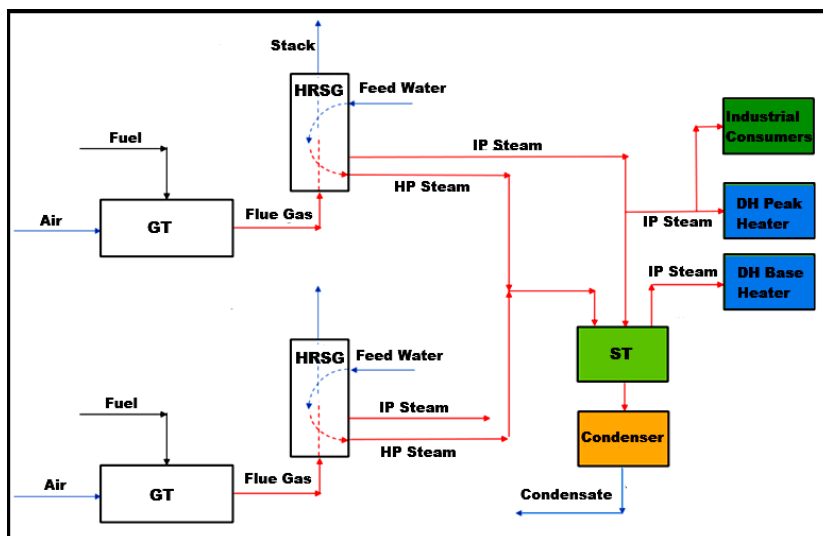 Stack
HRSG
Feed Water
Fuel
Industrial
Consumers
IP Steam
HP Steam
DH Peak
Heater
Air
GT
Flue Gas
IP Steam
DH Base
Heater
IP Steam
HRSG
Feed Water
ST
Fuel
IP Steam
HP Steam
Condenser
Air
GT
Flue Gas
Condensate